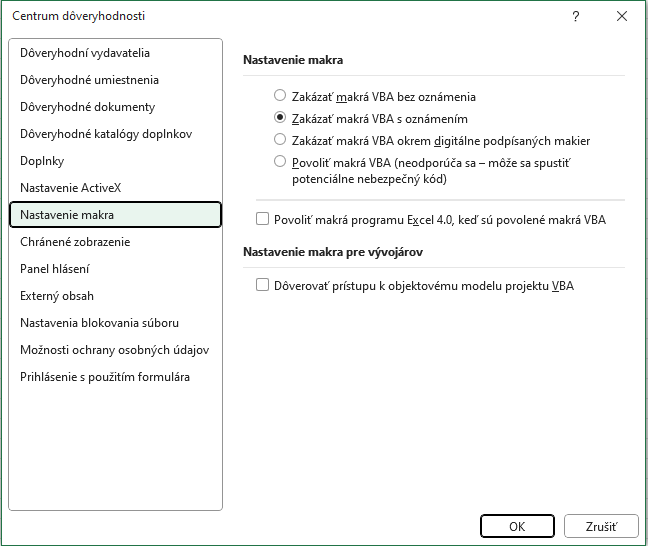 Centrum dôveryhodnosti
?
Dôveryhodní vydavatelia
Dôveryhodné umiestnenia
Dôveryhodné dokumenty
Dôveryhodné katalógy doplnkov
Doplnky
Nastavenie ActiveX
Nastavenie makra
Chránené zobrazenie
Panel hlásení
Externý obsah
Nastavenia blokovania súboru
Možnosti ochrany osobných údajov
Prihlásenie s použitím formulára
Nastavenie makra
Zakázať makrá VBA bez oznámenia
Zakázať makrá VBA s oznámením
Zakázať makrá VBA okrem digitálne podpísaných makier
Povoliť makrá VBA (neodporúča sa – môže sa spustiť
potenciálne nebezpečný kód)
Povoliť makrá programu Excel 4.0, keď sú povolené makrá VBA
Nastavenie makra pre vývojárov
Dôverovať prístupu k objektovému modelu projektu VBA
OK
Zrušiť